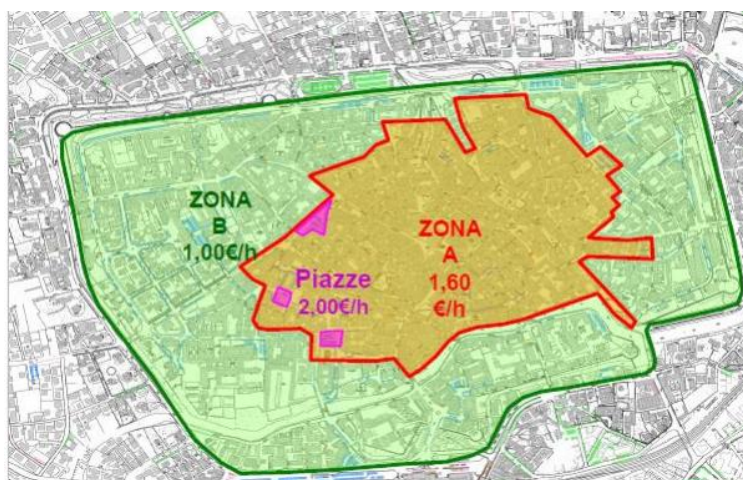 ZONA
B
1,00€/h
ZONA
A
1,60
€/h
Piazze
2,00€/h